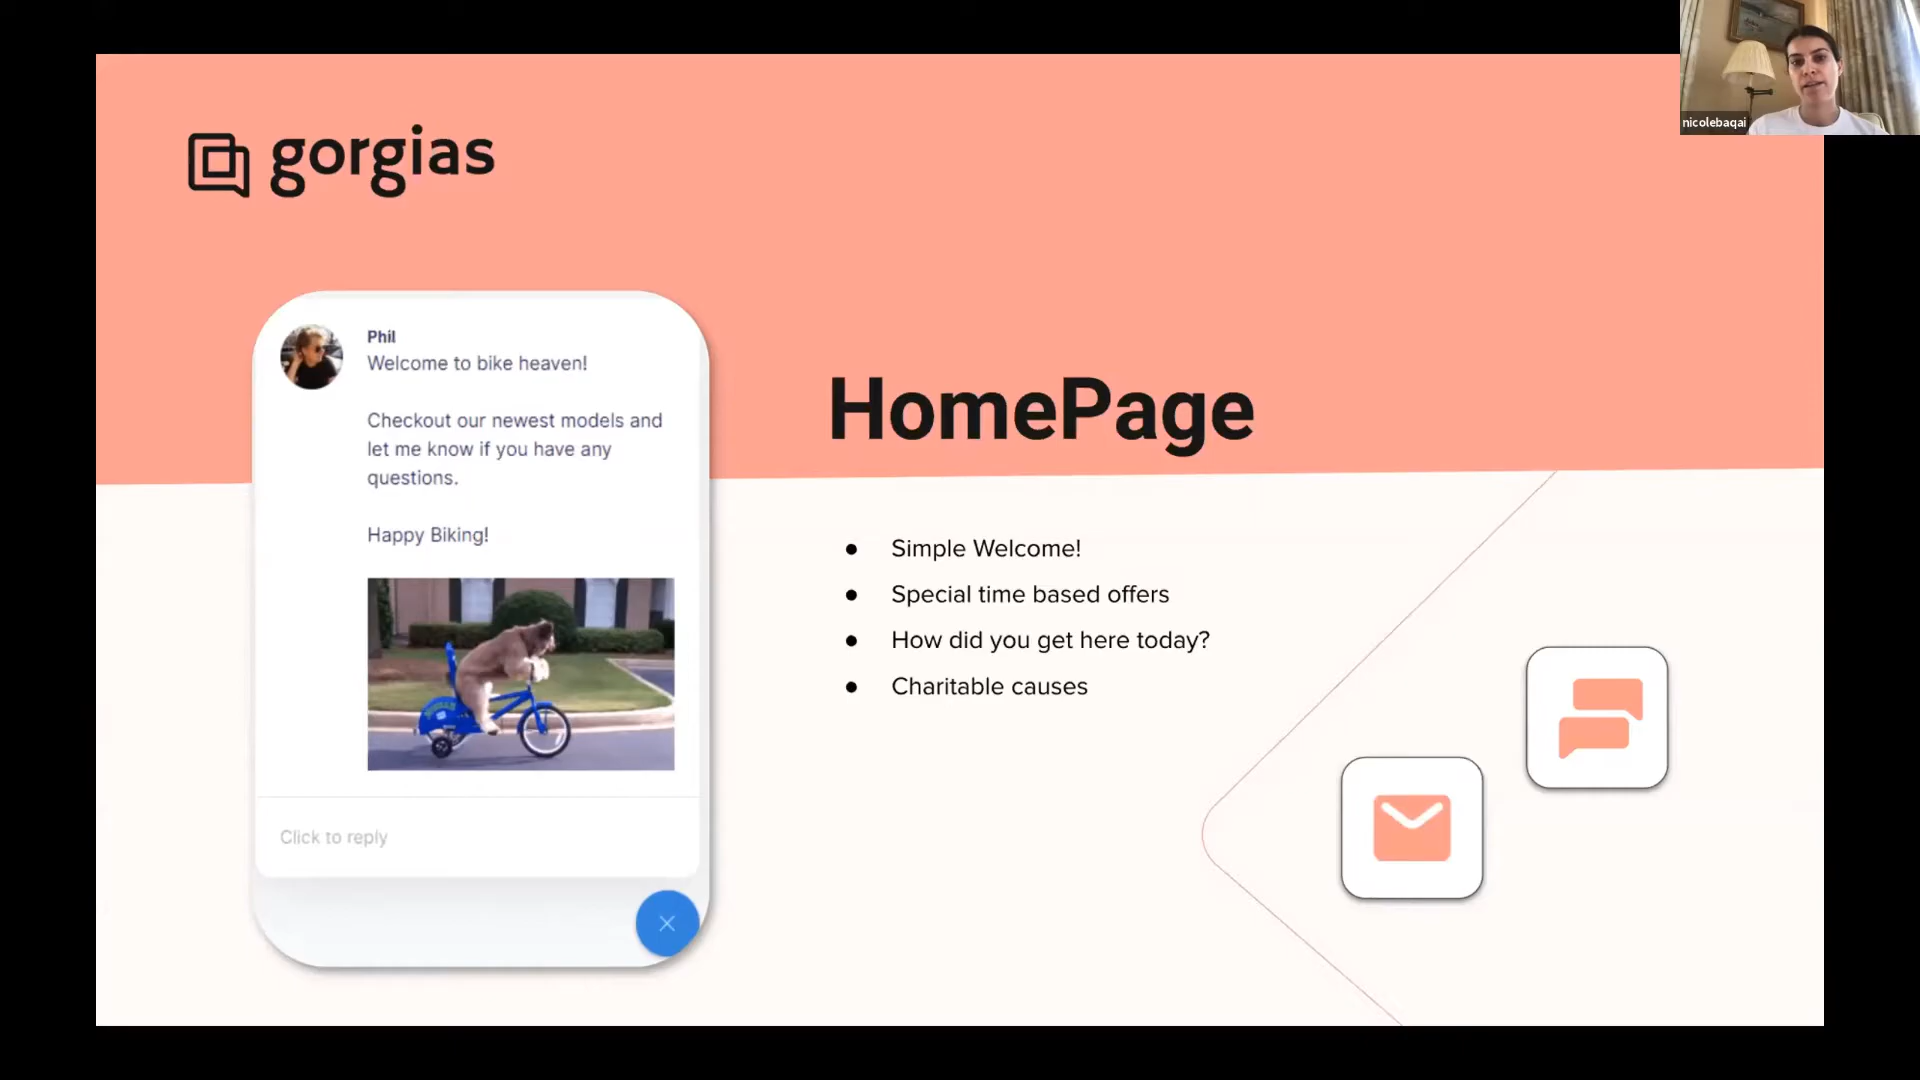 nicolebaqai
gorgias
Phil
Welcome to bike heaven!
Checkout our newest models and
let me know if you have any
questions.
Happy Biking!
Click to reply
HomePage
• Simple Welcome!
• Special time based offers
• How did you get here today?
• Charitable causes